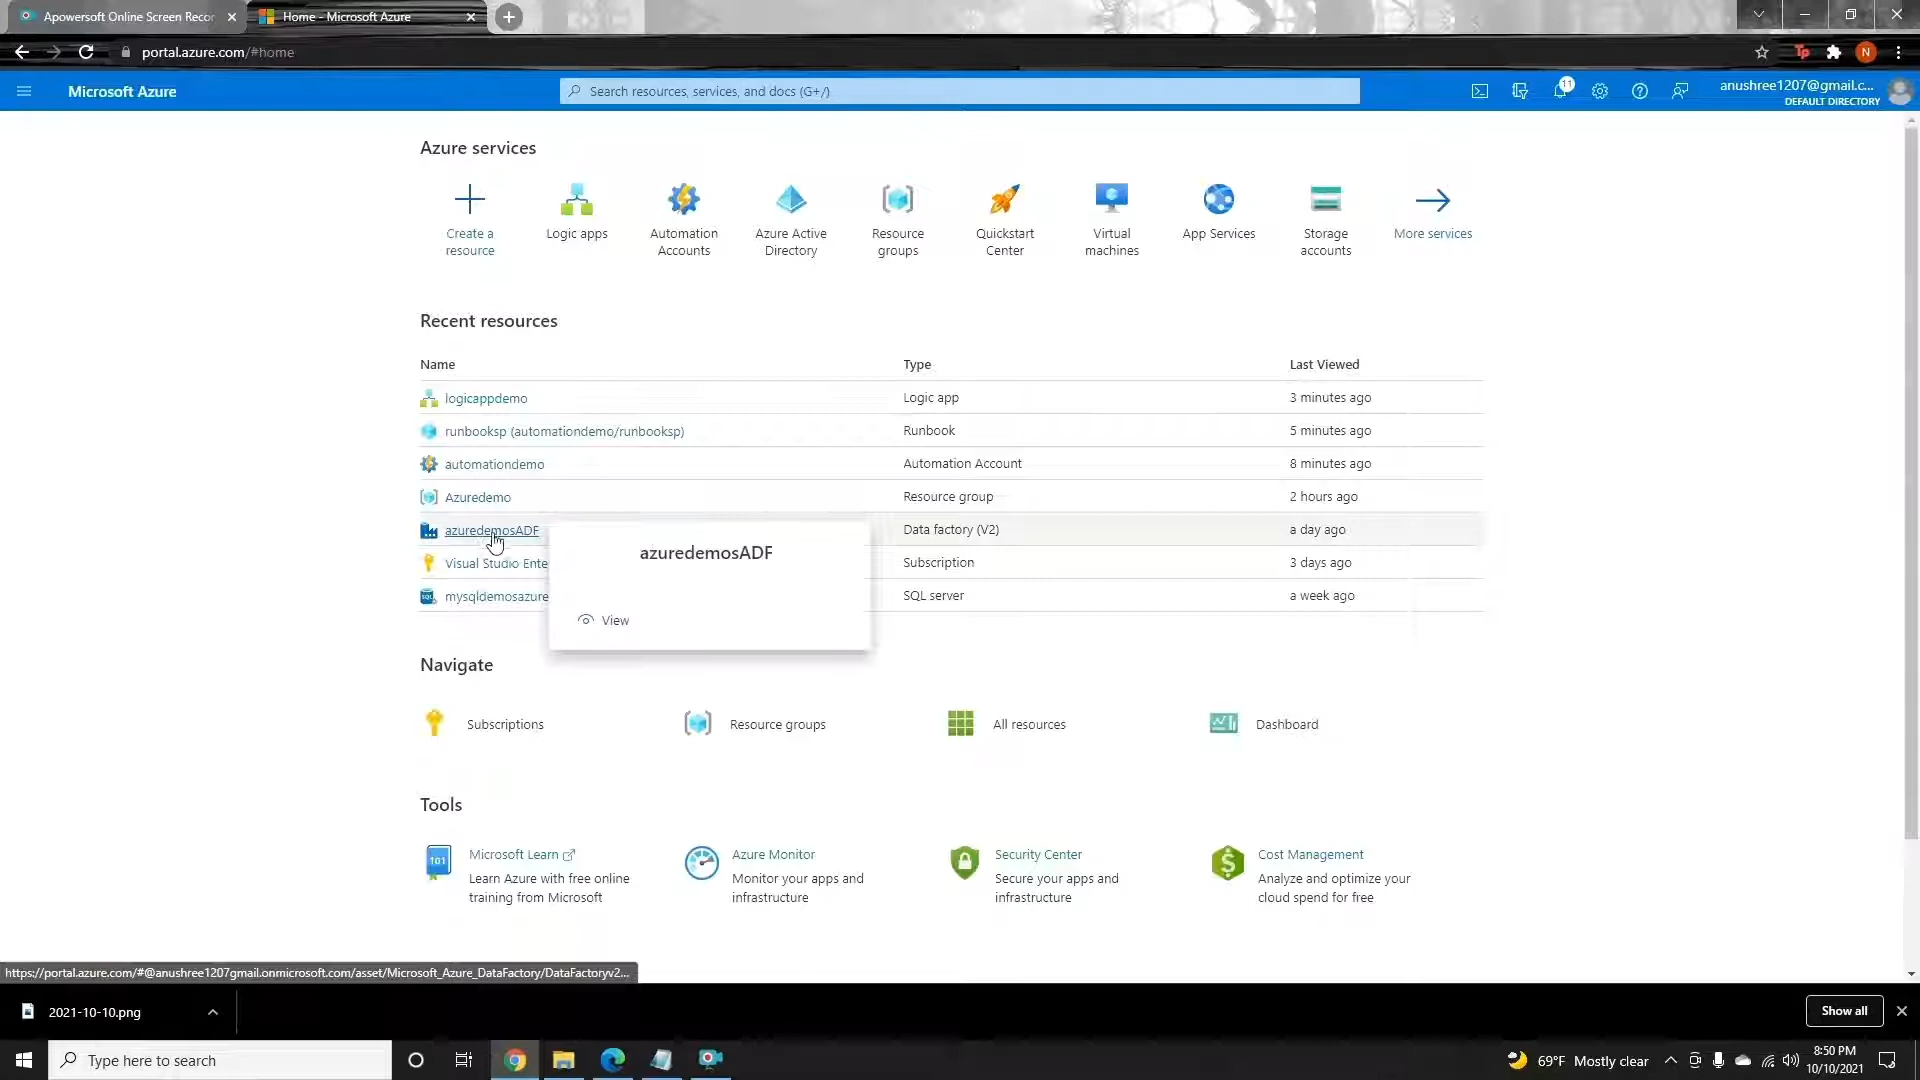 Apowersoft Online Screen Recor
Home - Microsoft Azure
portal.azure.com/#home
Tp
N
Microsoft Azure
Search resources, services, and docs (G+/)
11
anushree1207@gmail.c...
DEFAULT DIRECTORY
Azure services
Create a resource
Logic apps
Automation Accounts
Azure Active Directory
Resource groups
Quickstart Center
Virtual machines
App Services
Storage accounts
More services
Recent resources
Name Type Last Viewed
logicappdemo Logic app 3 minutes ago
runbooksp (automationdemo/runbooksp) Runbook 5 minutes ago
automationdemo Automation Account 8 minutes ago
Azuredemo Resource group 2 hours ago
azuredemosADF Data factory (V2) a day ago
Visual Studio Ente Subscription 3 days ago
mysqldemosazure SQL server a week ago
azuredemosADF
View
Navigate
Subscriptions
Resource groups
All resources
Dashboard
Tools
101
Microsoft Learn
Learn Azure with free online
training from Microsoft
Azure Monitor
Monitor your apps and
infrastructure
Security Center
Secure your apps and
infrastructure
$
Cost Management
Analyze and optimize your
cloud spend for free
https://portal.azure.com/#@anushree1207gmail.onmicrosoft.com/asset/Microsoft_Azure_DataFactory/DataFactoryv2...
2021-10-10.png
Show all
Type here to search
69°F Mostly clear
8:50 PM
10/10/2021